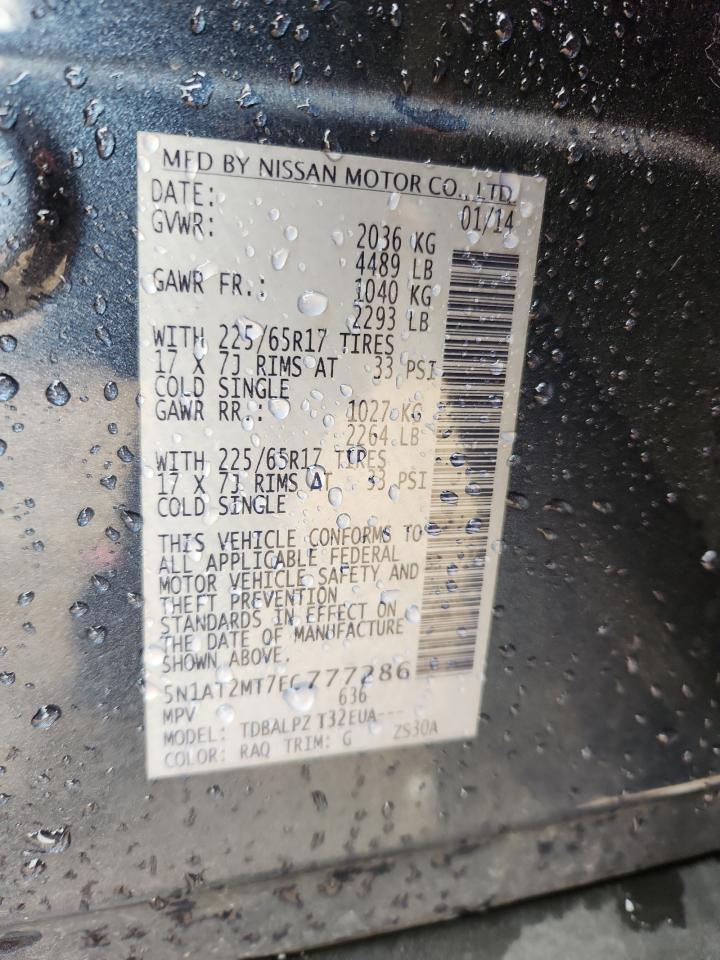 MFD BY NISSAN MOTOR CO., LTD.
DATE: 01/14
GVWR: 2036 KG
4489 LB
GAWR FR.: 1040 KG
2293 LB
WITH 225/65R17 TIRES
17 X 7J RIMS AT 33 PSI
COLD SINGLE
GAWR RR.: 1027 KG
2264 LB
WITH 225/65R17 TIRES
17 X 7J RIMS AT 33 PSI
COLD SINGLE
THIS VEHICLE CONFORMS TO
ALL APPLICABLE FEDERAL
MOTOR VEHICLE SAFETY AND
THEFT PREVENTION
STANDARDS IN EFFECT ON
THE DATE OF MANUFACTURE
SHOWN ABOVE.
5N1AT2MT7EC777286
MPV 636
MODEL: TDBALPZ T32EUA---
COLOR: RAQ TRIM: G ZS30A